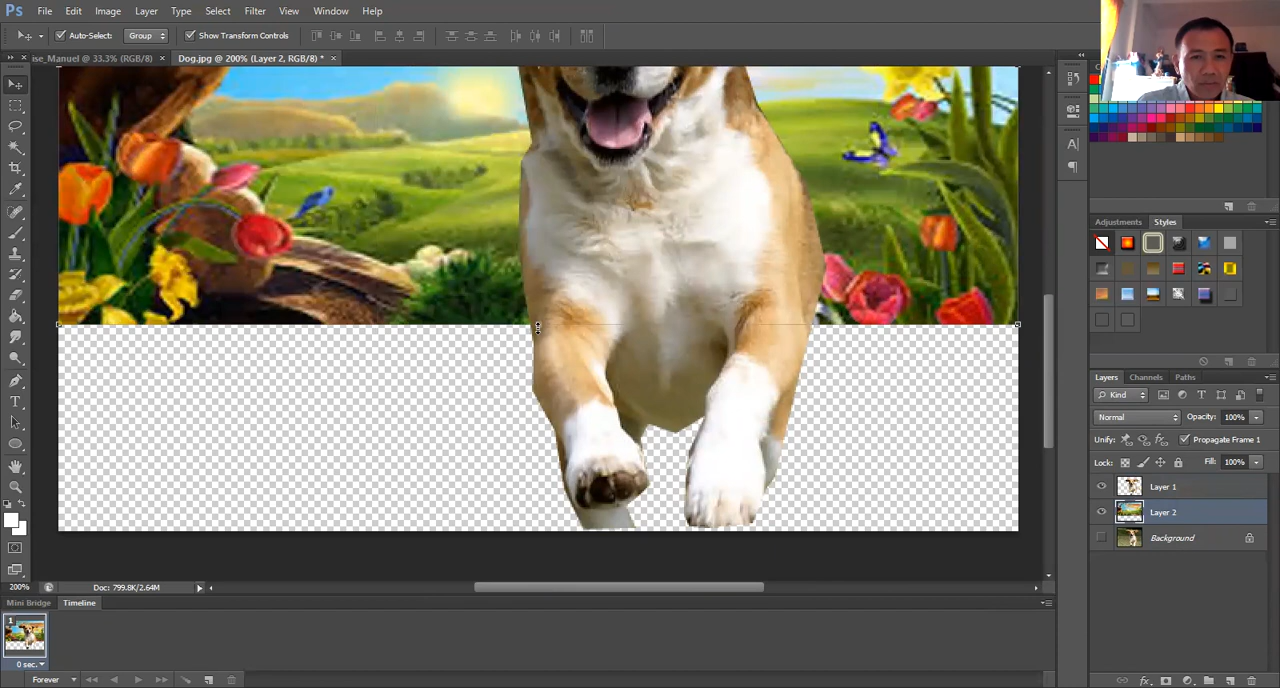 Ps File Edit Image Layer Type Select Filter View Window Help
Auto-Select: Group Show Transform Controls
ise_Manuel @ 33.3% (RGB/8) × Dog.jpg @ 200% (Layer 2, RGB/8) * ×
Adjustments Styles
Layers Channels Paths
Kind
Normal Opacity: 100%
Unify: Propagate Frame 1
Lock: Fill: 100%
Layer 1
Layer 2
Background
200% Doc: 799.8K/2.64M
Mini Bridge Timeline
1
0 sec.
Forever